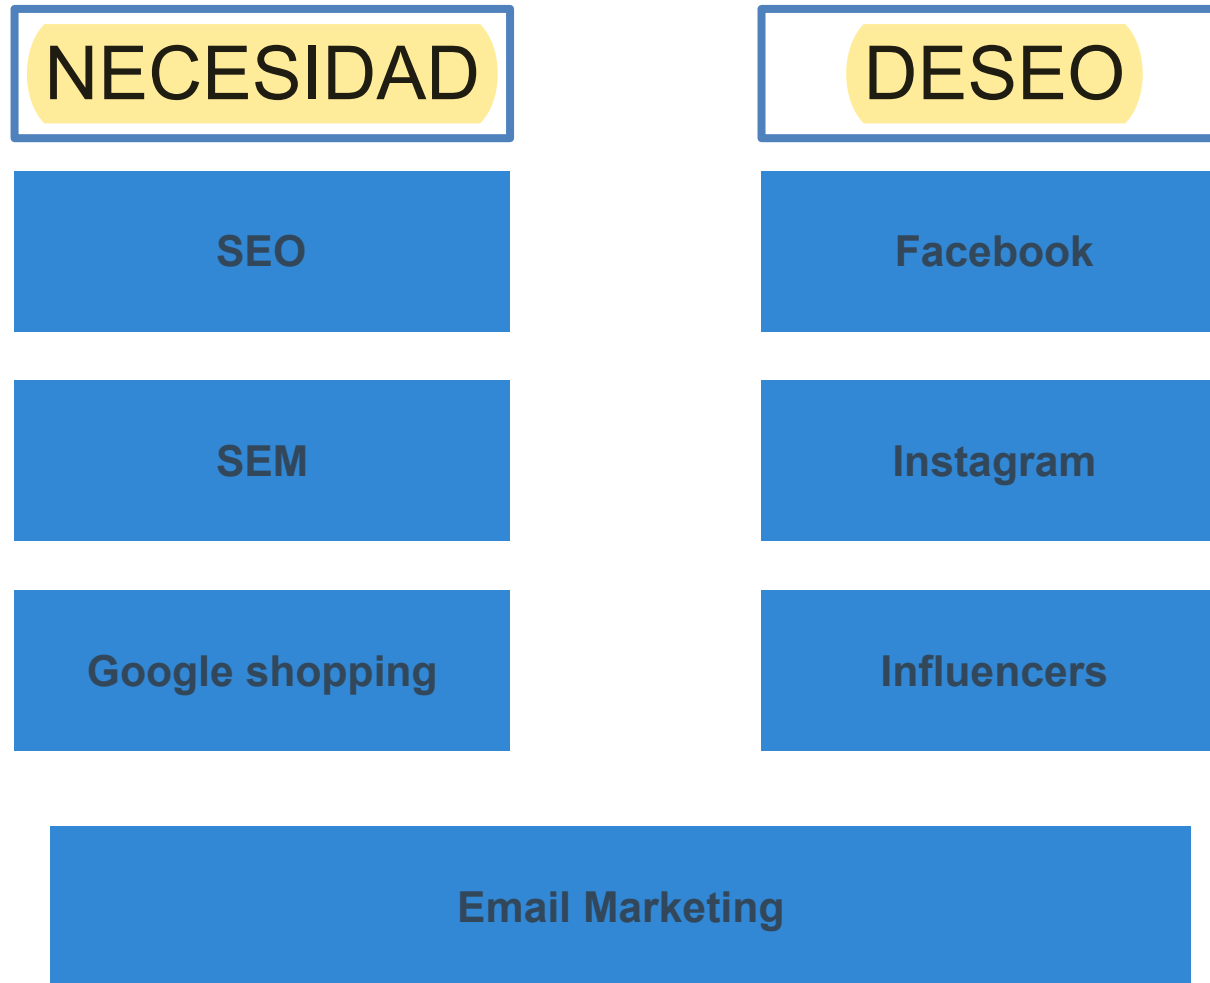 NECESIDAD
DESEO
SEO
Facebook
SEM
Instagram
Google shopping
Influencers
Email Marketing